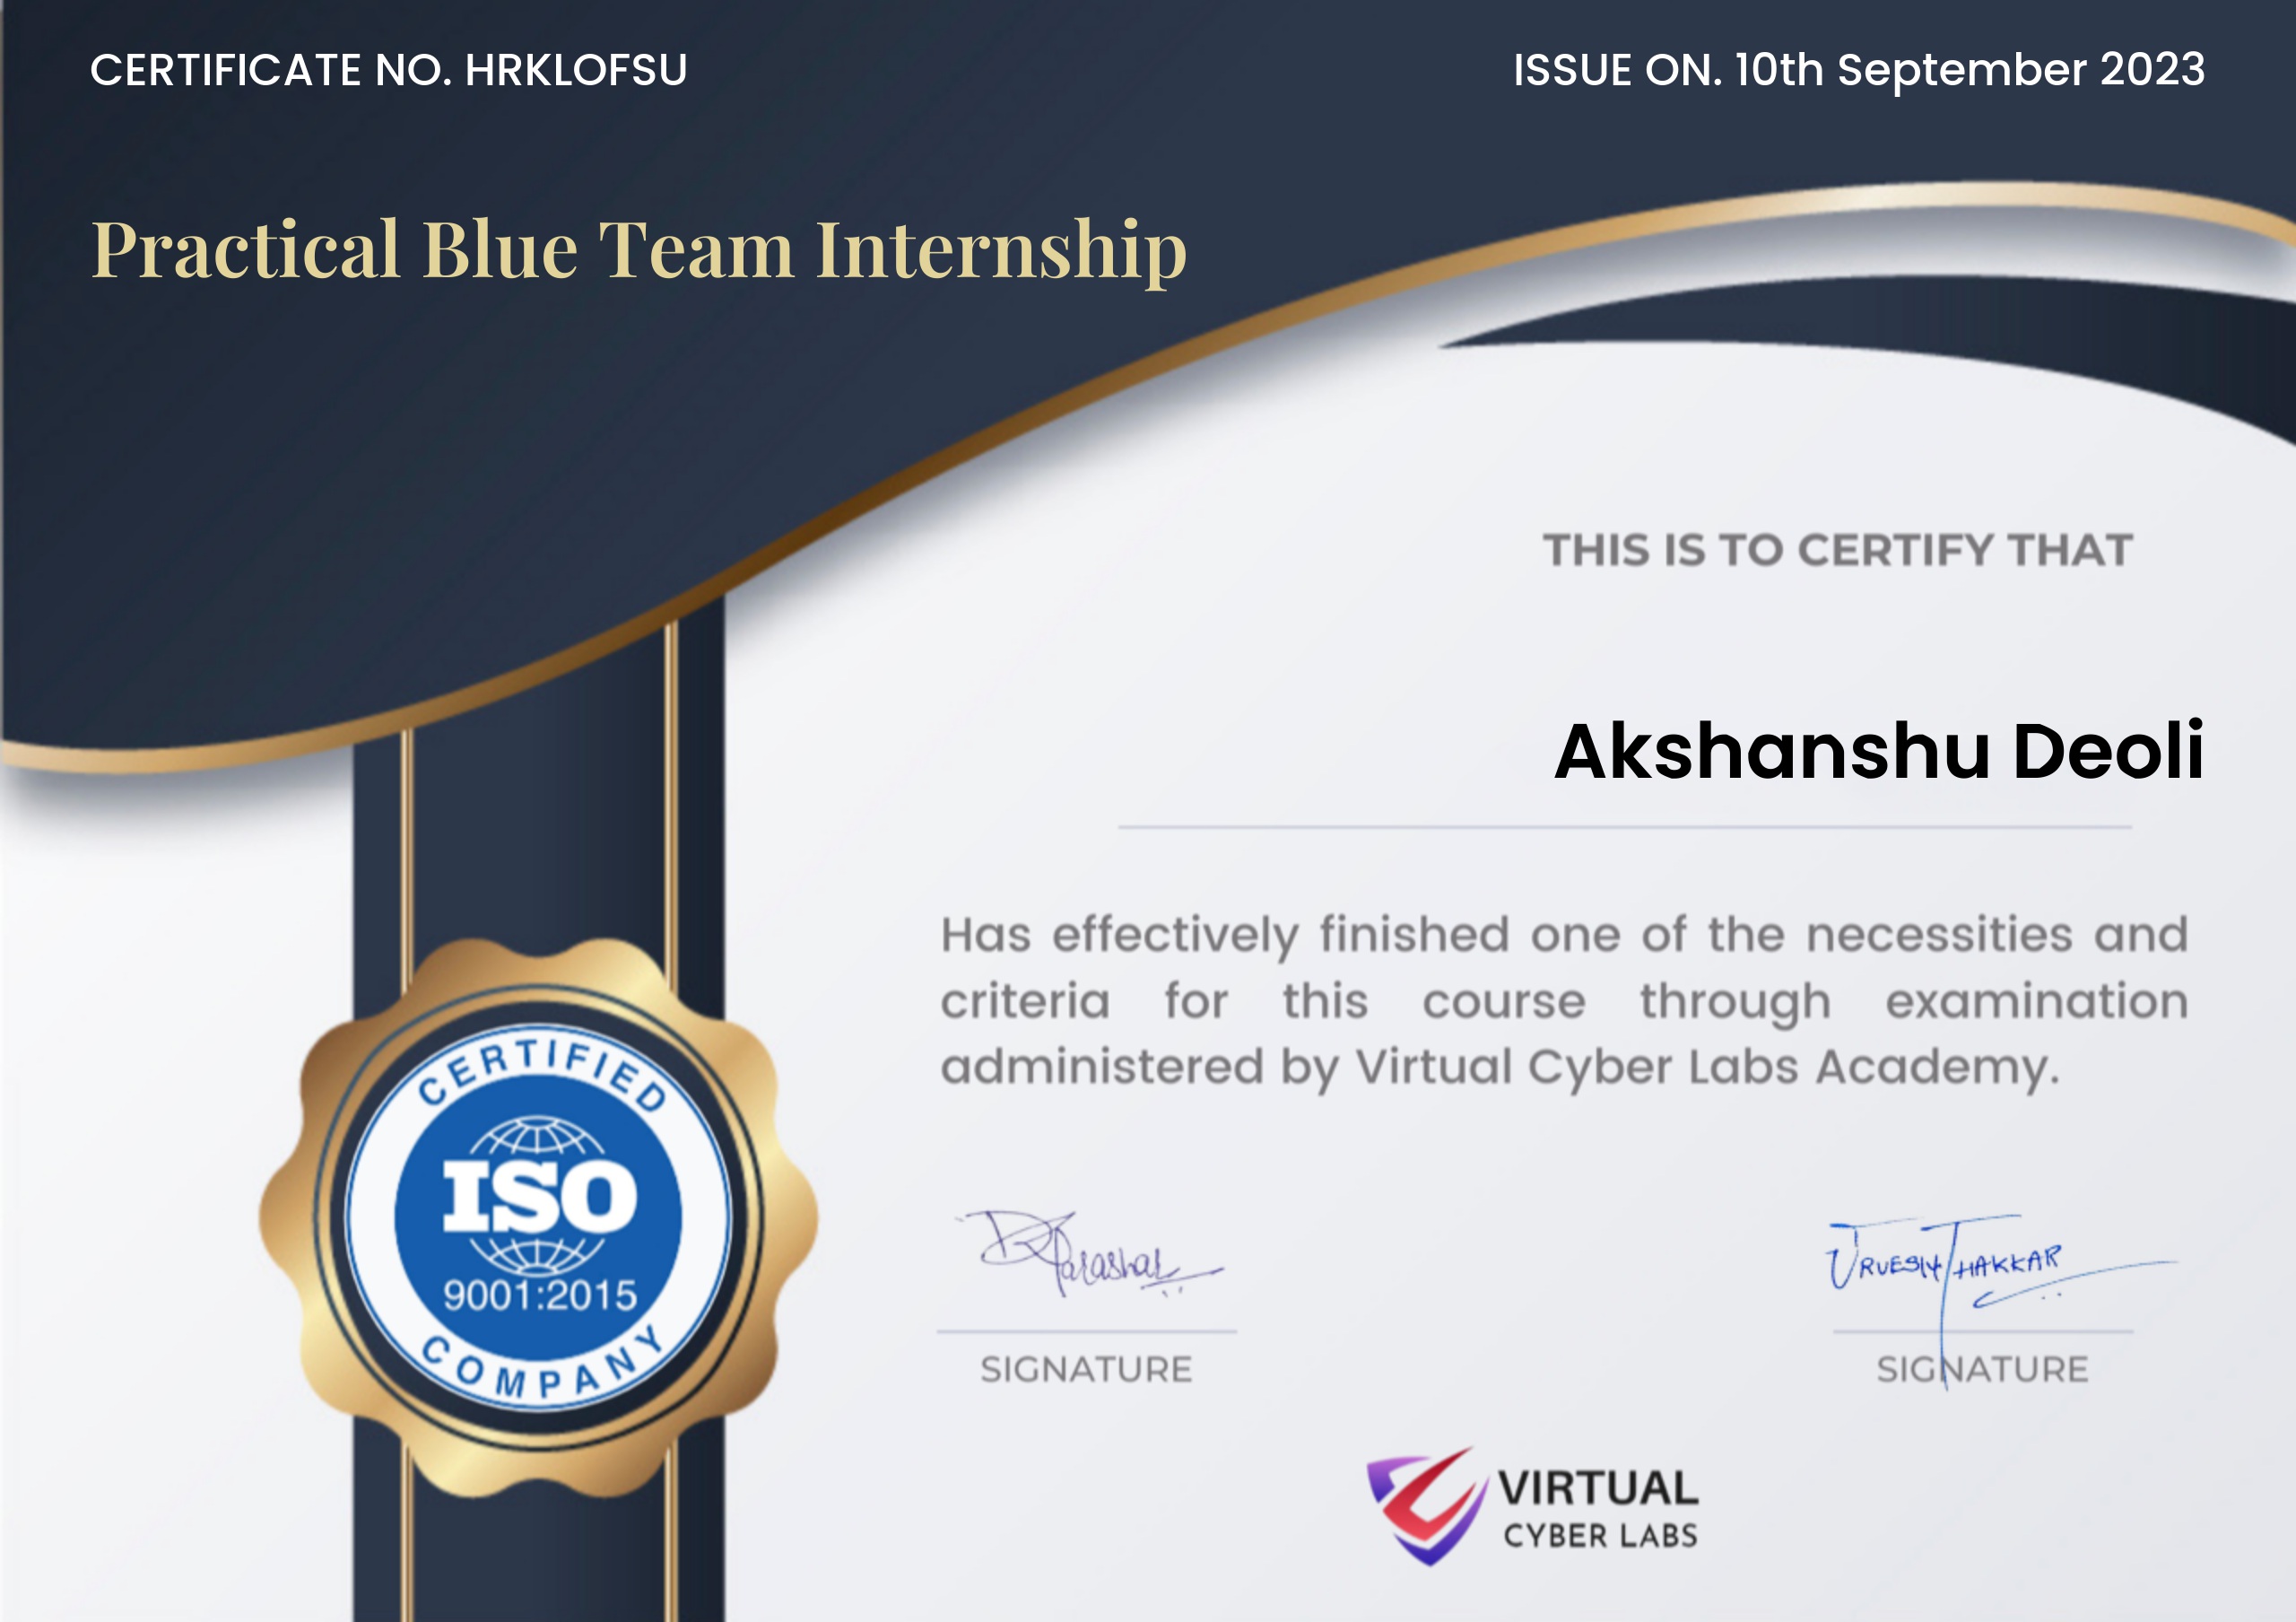 CERTIFICATE NO. HRKLOFSU
ISSUE ON. 10th September 2023
Practical Blue Team Internship
THIS IS TO CERTIFY THAT
Akshanshu Deoli
Has effectively finished one of the necessities and
criteria for this course through examination
administered by Virtual Cyber Labs Academy.
CERTIFIED
ISO
9001:2015
COMPANY
Parashar
URVESH THAKKAR
SIGNATURE
SIGNATURE
VIRTUAL
CYBER LABS